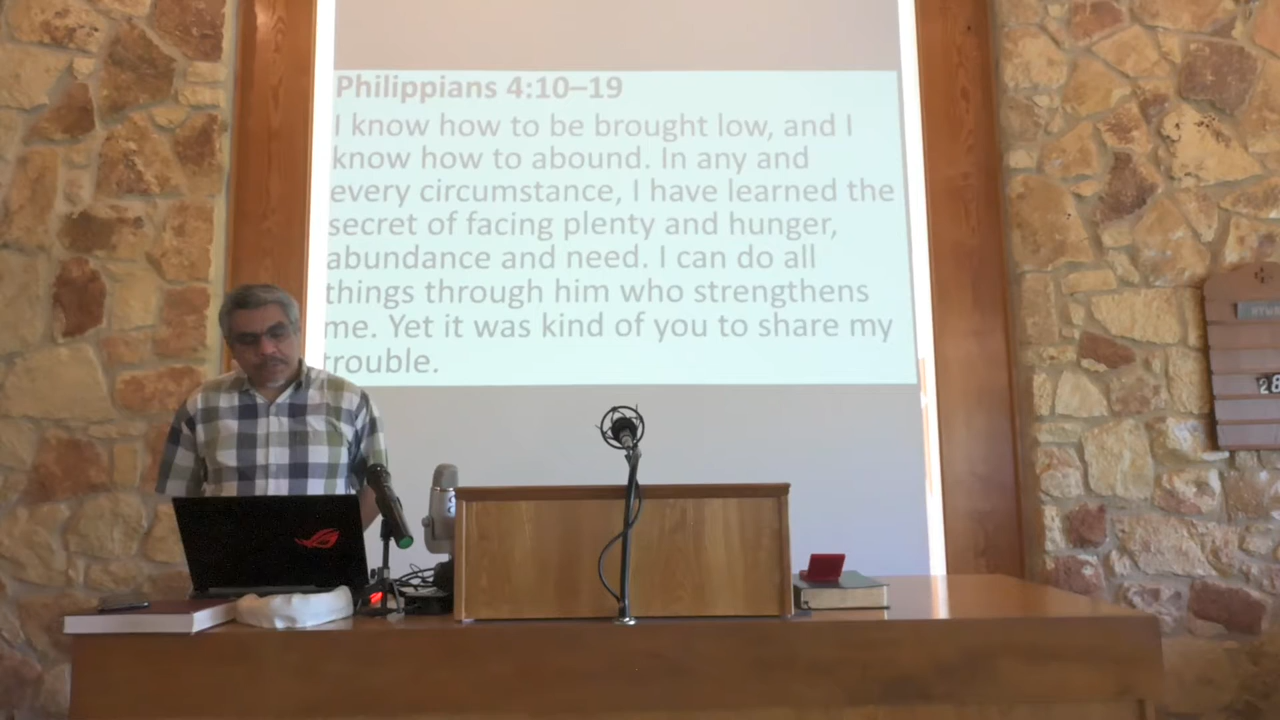 Philippians 4:10–19
I know how to be brought low, and I
know how to abound. In any and
every circumstance, I have learned the
secret of facing plenty and hunger,
abundance and need. I can do all
things through him who strengthens
me. Yet it was kind of you to share my
trouble.
28